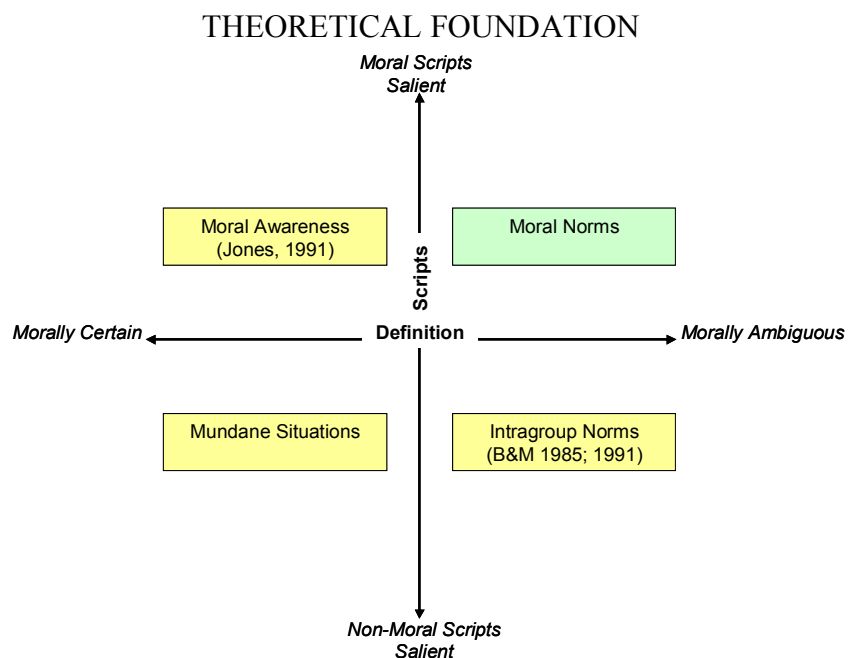 THEORETICAL FOUNDATION
Moral Scripts
Salient
Moral Awareness
(Jones, 1991)
Moral Norms
Scripts
Morally Certain
Definition
Morally Ambiguous
Mundane Situations
Intragroup Norms
(B&M 1985; 1991)
Non-Moral Scripts
Salient